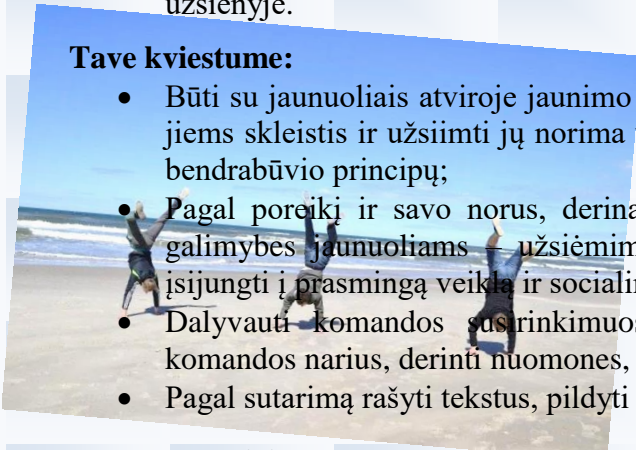 užsienyje.
Tave kviestume:
• Būti su jaunuoliais atviroje jaunimo
jiems skleistis ir užsiimti jų norima
bendrabūvio principų;
• Pagal poreikį ir savo norus, derina
galimybes jaunuoliams – užsiėmim
įsijungti į prasmingą veiklą ir socialin
• Dalyvauti komandos susirinkimuos
komandos narius, derinti nuomones,
• Pagal sutarimą rašyti tekstus, pildyti